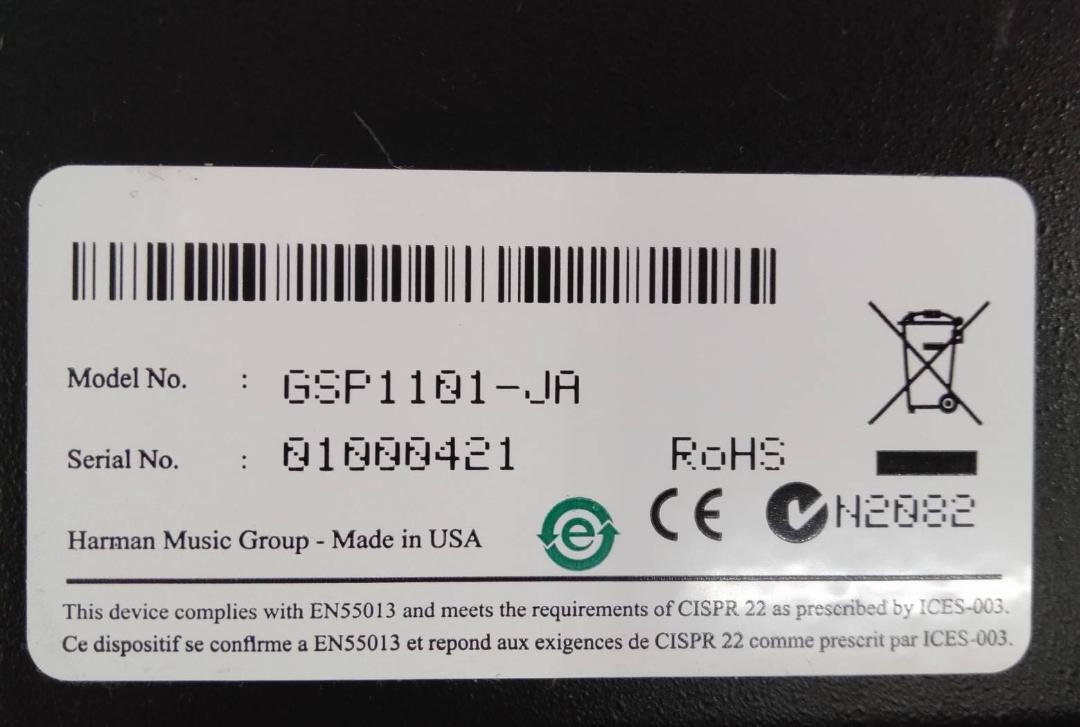 Model No. : GSP1101-JA
Serial No. : 01000421
RoHS
CE N2082
Harman Music Group - Made in USA
e
This device complies with EN55013 and meets the requirements of CISPR 22 as prescribed by ICES-003.
Ce dispositif se confirme a EN55013 et repond aux exigences de CISPR 22 comme prescrit par ICES-003.